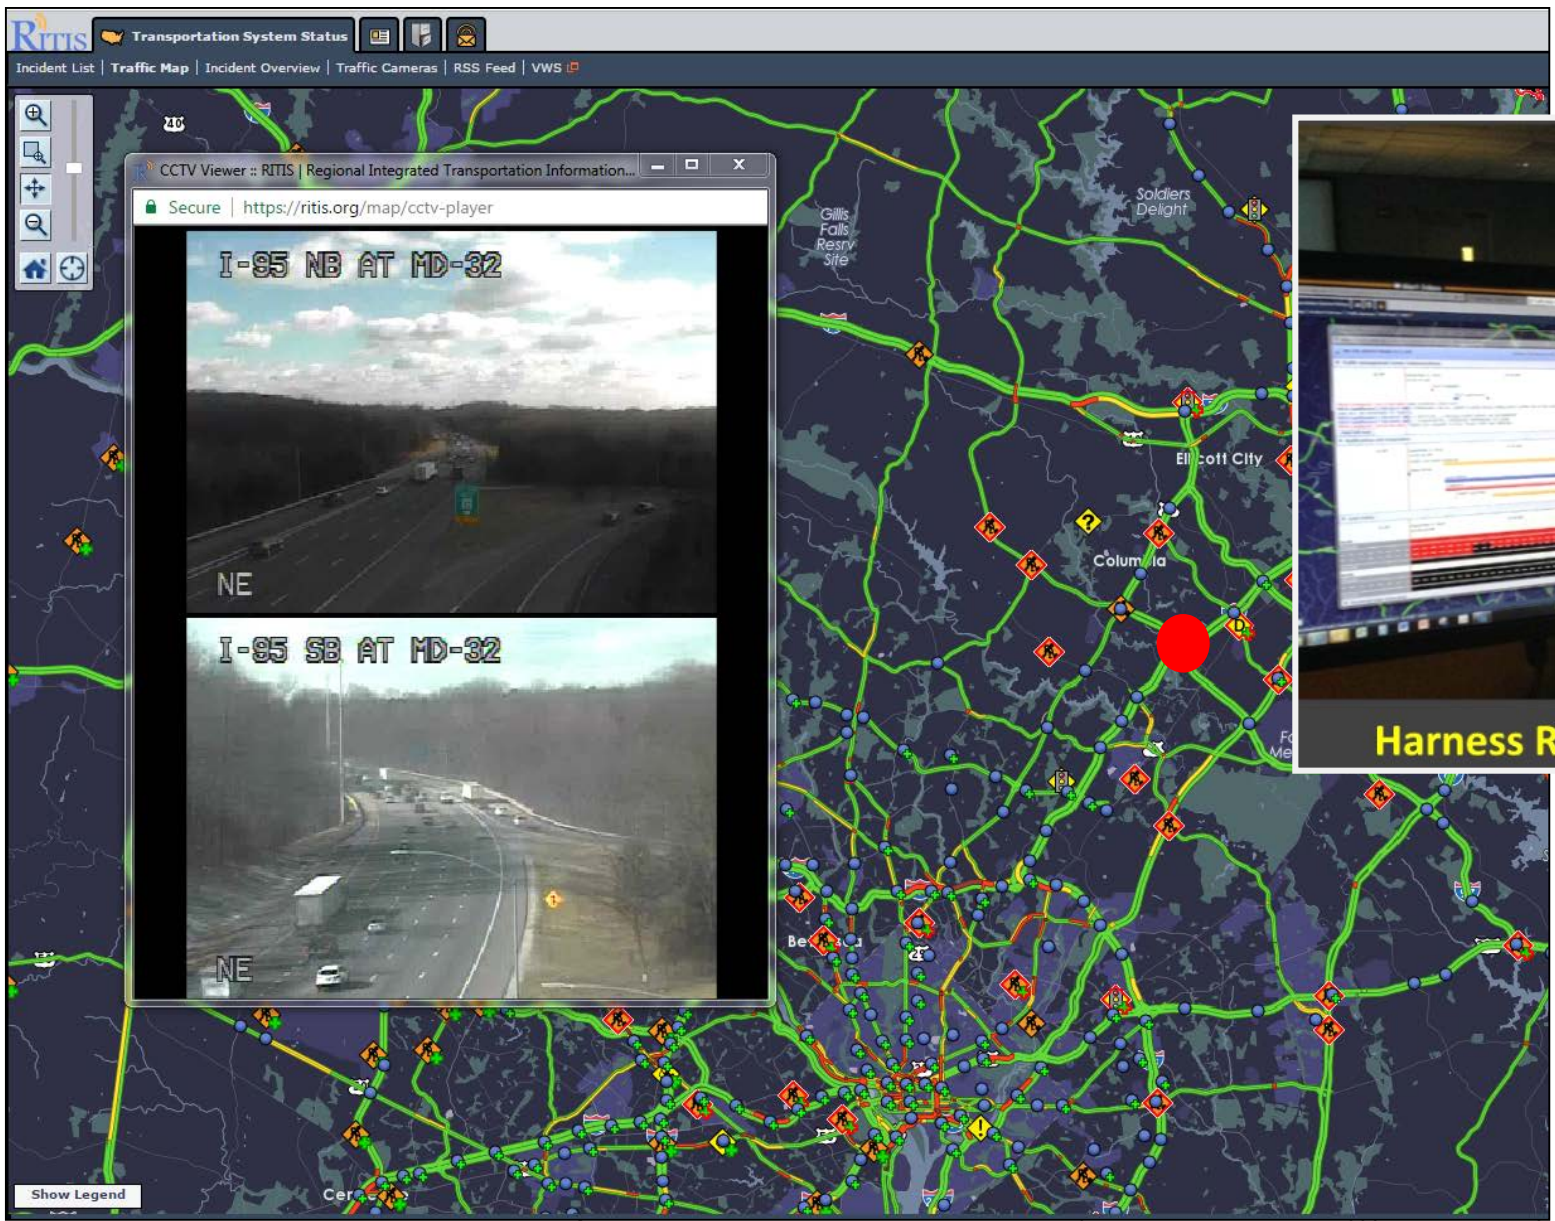 RITIS Transportation System Status
Incident List | Traffic Map | Incident Overview | Traffic Cameras | RSS Feed | VWS
40
CCTV Viewer :: RITIS | Regional Integrated Transportation Information...
Secure | https://ritis.org/map/cctv-player
I-95 NB AT MD-32
NE
I-95 SB AT MD-32
NE
Soldiers
Delight
Gillis
Falls
Resrv
Site
Ellicott City
?
Columbia
D
Harness R
Show Legend